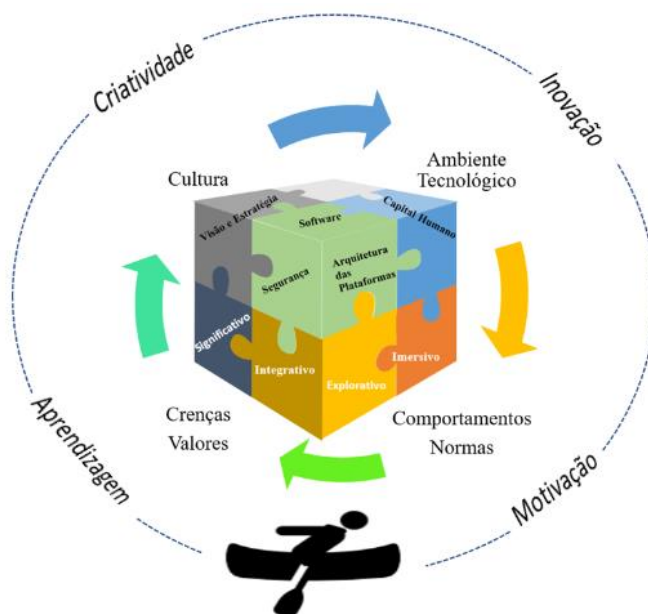 Criatividade
Inovação
Cultura
Ambiente
Tecnológico
Visão e Estratégia
Software
Capital Humano
Segurança
Arquitetura
das
Plataformas
Significativo
Integrativo
Explorativo
Imersivo
Crenças
Valores
Comportamentos
Normas
Aprendizagem
Motivação